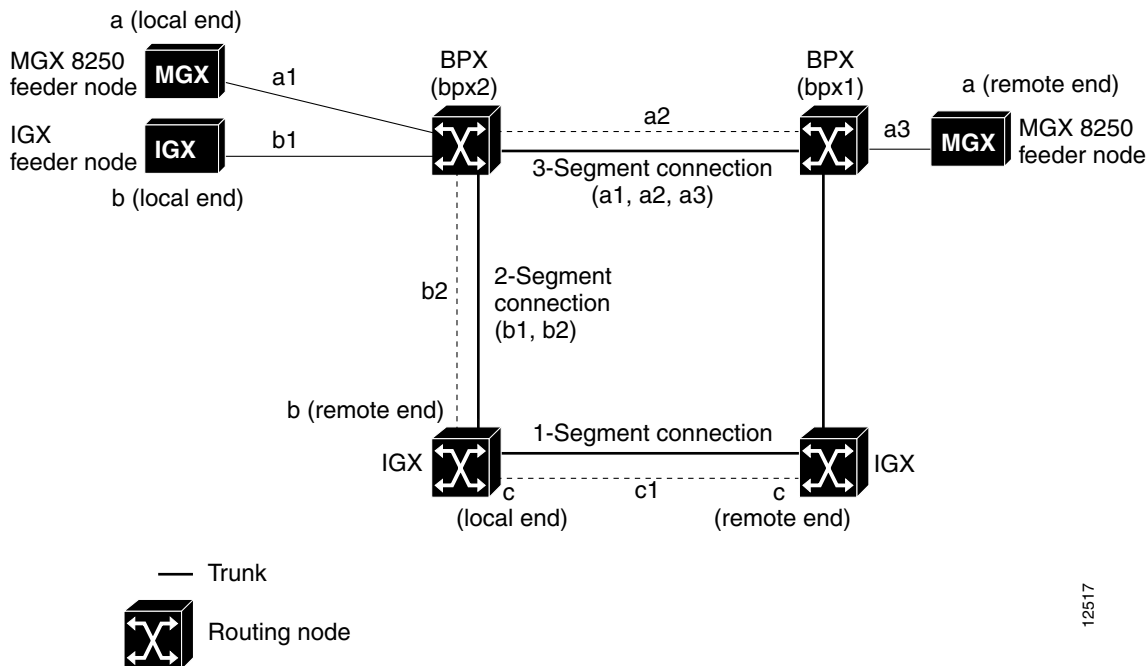 a (local end)
MGX 8250
feeder node
MGX
a1
IGX
feeder node
IGX
b1
b (local end)
BPX
(bpx2)
BPX
(bpx1)
a (remote end)
a2
a3
MGX
MGX 8250
feeder node
3-Segment connection
(a1, a2, a3)
b2
2-Segment
connection
(b1, b2)
b (remote end)
1-Segment connection
IGX
IGX
c
(local end)
c1
c
(remote end)
Trunk
Routing node
12517